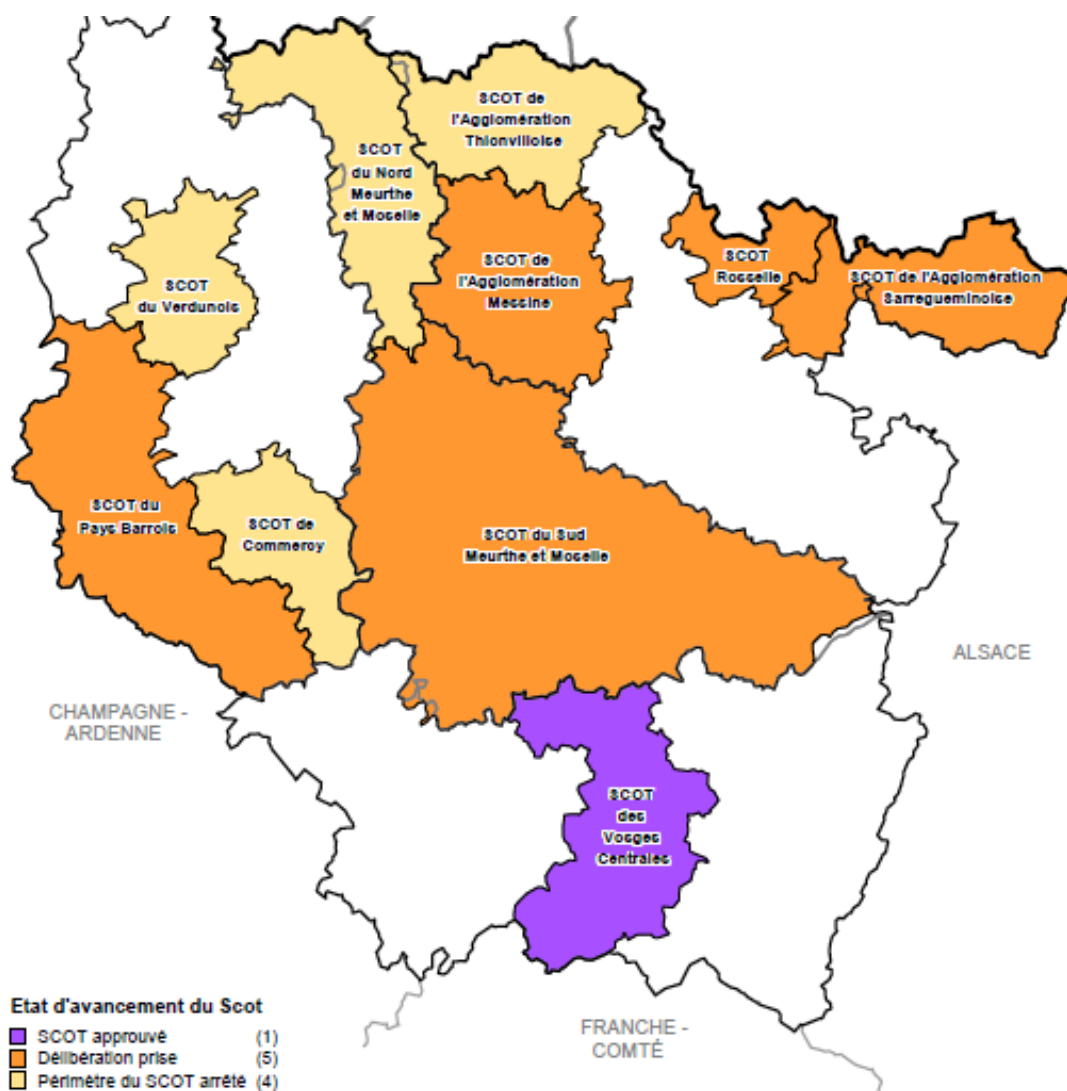 SCOT de
l'Agglomération
Thionvilloise
SCOT
du Nord
Meurthe
et Moselle
SCOT de
l'Agglomération
Messine
SCOT
Rosselle
SCOT de l'Agglomération
Sarregueminoise
SCOT
du Verdunois
SCOT du
Pays Barrois
SCOT de
Commercy
SCOT du Sud
Meurthe et Moselle
ALSACE
CHAMPAGNE -
ARDENNE
SCOT
des
Vosges
Centrales
FRANCHE -
COMTÉ
Etat d'avancement du Scot
SCOT approuvé (1)
Délibération prise (5)
Périmètre du SCOT arrêté (4)